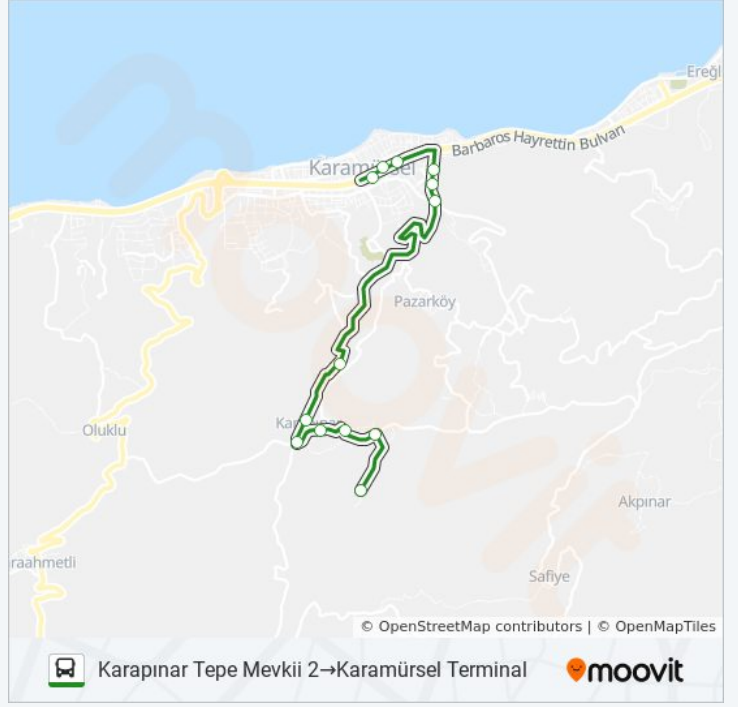 Ereğl
Barbaros Hayrettin Bulvarı
Karamürsel
Pazarköy
Oluklu
Akpınar
raahmetli
Safiye
© OpenStreetMap contributors | © OpenMapTiles
Karapınar Tepe Mevkii 2→Karamürsel Terminal
moovit